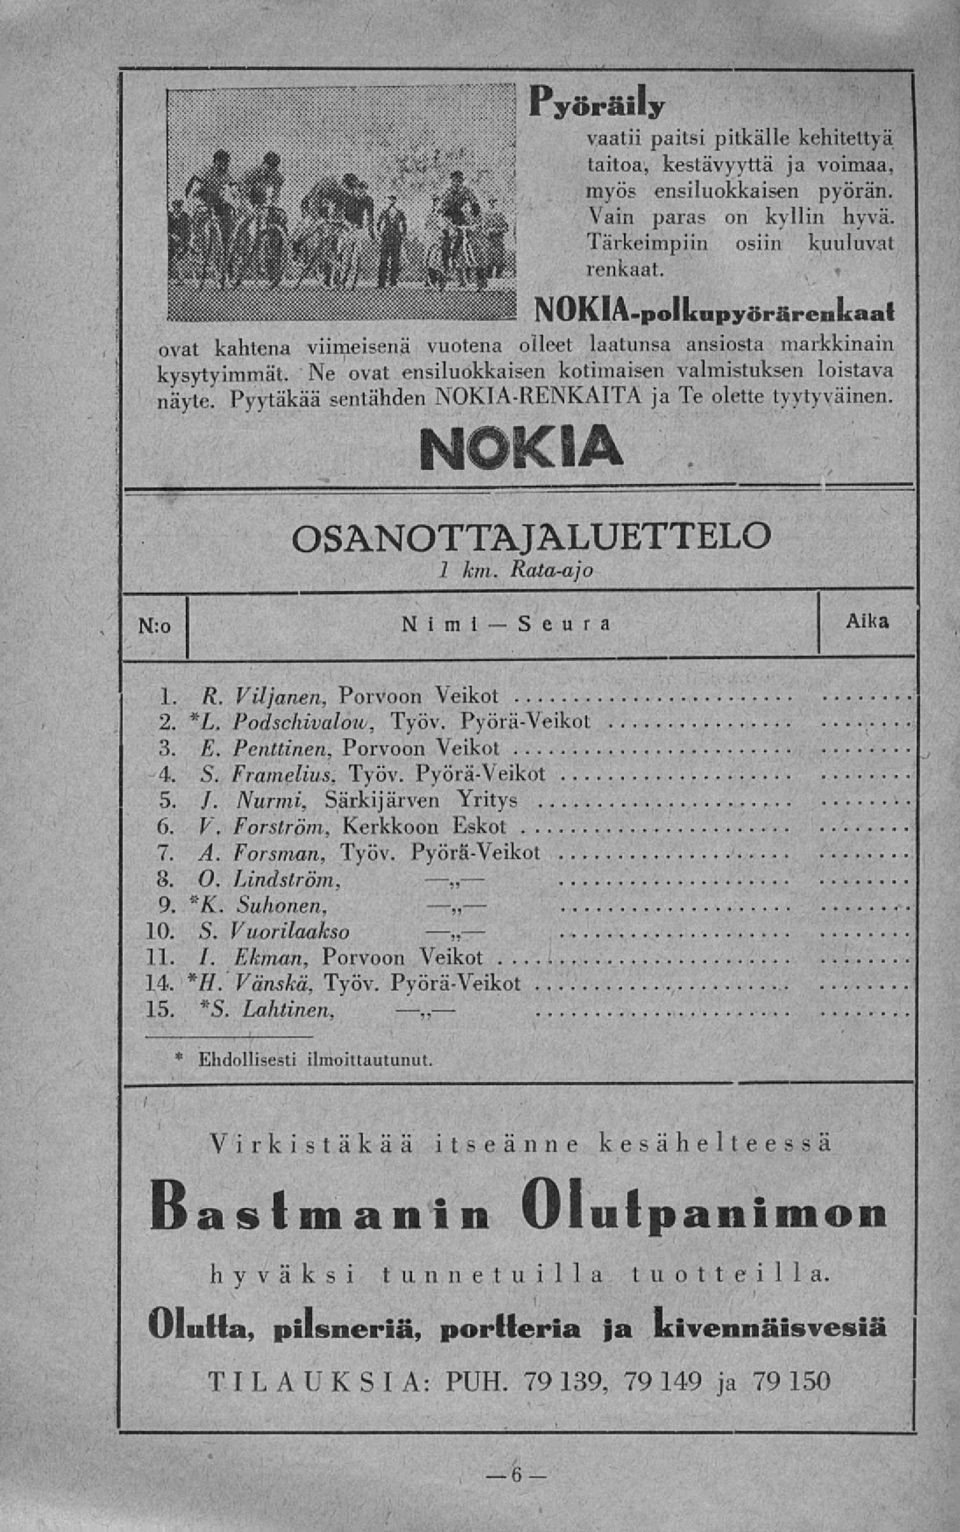 Pyöräily
vaatii paitsi pitkälle kehitettyä
taitoa, kestävyyttä ja voimaa,
myös ensiluokkaisen pyörän.
Vain paras on kyllin hyvä.
Tärkeimpiin osiin kuuluvat
renkaat.
NOKIA-polkupyörärenkaat
ovat kahtena viimeisenä vuotena olleet laatunsa ansiosta markkinain
kysytyimmät. Ne ovat ensiluokkaisen kotimaisen valmistuksen loistava
näyte. Pyytäkää sentähden NOKIA-RENKAITA ja Te olette tyytyväinen.
NOKIA
OSANOTTAJALUETTELO
1 km. Rata-ajo
N:o Nimi — Seura Aika
1. R. Viljanen, Porvoon Veikot
2. *L. Podschivalow, Työv. Pyörä-Veikot
3. E. Penttinen, Porvoon Veikot
4. S. Framelius, Työv. Pyörä-Veikot
5. J. Nurmi, Särkijärven Yritys
6. V. Forström, Kerkkoon Eskot
7. A. Forsman, Työv. Pyörä-Veikot
8. O. Lindström, —„—
9. *K. Suhonen, —„—
10. S. Vuorilaakso —„—
11. I. Ekman, Porvoon Veikot
14. *H. Vänskä, Työv. Pyörä-Veikot
15. *S. Lahtinen, —„—
* Ehdollisesti ilmoittautunut.
Virkistäkää itseänne kesähelteessä
Bastmanin Olutpanimon
hyväksi tunnetuilla tuotteilla.
Olutta, pilsneriä, portteria ja kivennäisvesiä
TILAUKSIA: PUH. 79 139, 79 149 ja 79 150
— 6 —